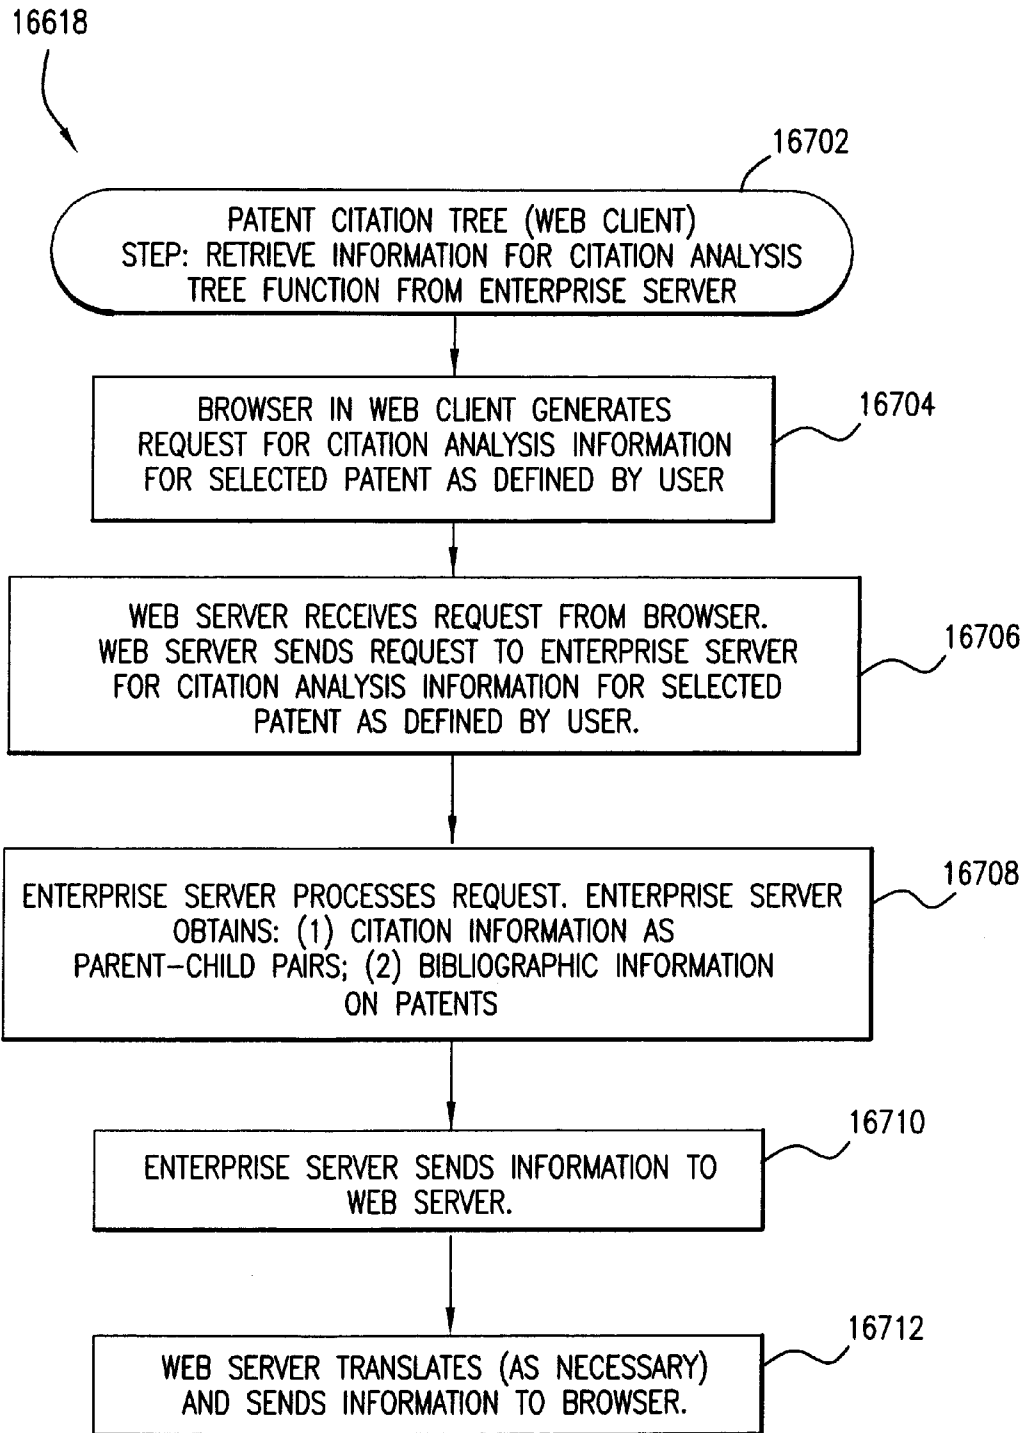 16618
16702
PATENT CITATION TREE (WEB CLIENT)
STEP: RETRIEVE INFORMATION FOR CITATION ANALYSIS
TREE FUNCTION FROM ENTERPRISE SERVER
16704
BROWSER IN WEB CLIENT GENERATES
REQUEST FOR CITATION ANALYSIS INFORMATION
FOR SELECTED PATENT AS DEFINED BY USER
16706
WEB SERVER RECEIVES REQUEST FROM BROWSER.
WEB SERVER SENDS REQUEST TO ENTERPRISE SERVER
FOR CITATION ANALYSIS INFORMATION FOR SELECTED
PATENT AS DEFINED BY USER.
16708
ENTERPRISE SERVER PROCESSES REQUEST. ENTERPRISE SERVER
OBTAINS: (1) CITATION INFORMATION AS
PARENT-CHILD PAIRS; (2) BIBLIOGRAPHIC INFORMATION
ON PATENTS
16710
ENTERPRISE SERVER SENDS INFORMATION TO
WEB SERVER.
16712
WEB SERVER TRANSLATES (AS NECESSARY)
AND SENDS INFORMATION TO BROWSER.